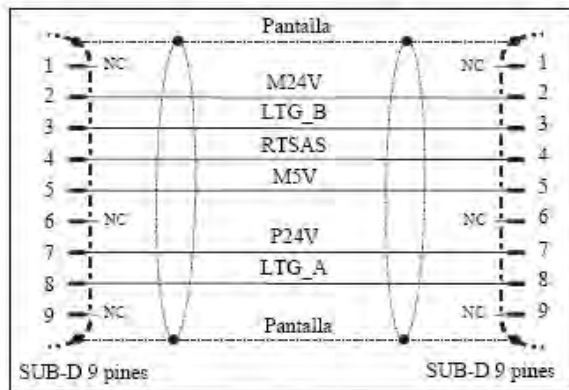 Pantalla
1 NC NC 1
2 M24V 2
3 LTG_B 3
4 RTSAS 4
5 M5V 5
6 NC NC 6
7 P24V 7
8 LTG_A 8
9 NC NC 9
Pantalla
SUB-D 9 pines SUB-D 9 pines